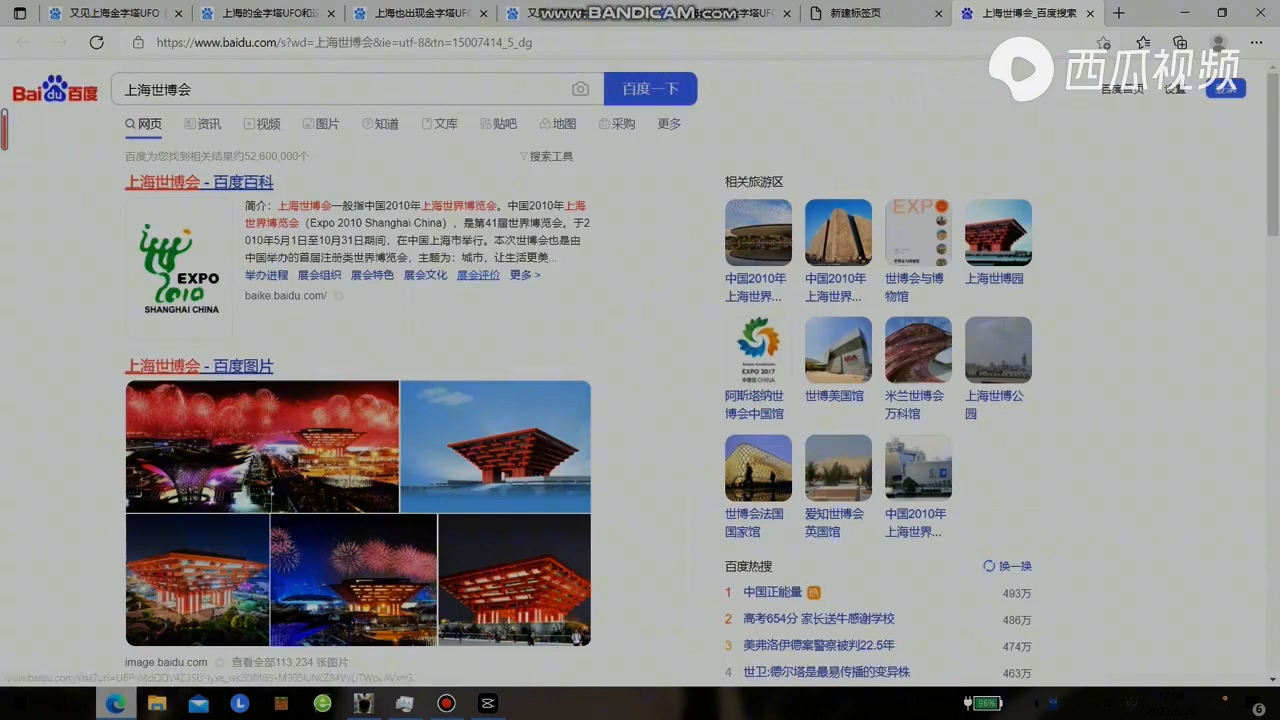 又见上海金字塔UFO
上海的金字塔UFO和
上海也出现金字塔UF
WWW.BANDICAM.COM
新建标签页
上海世博会_百度搜索
https://www.baidu.com/s?wd=上海世博会&ie=utf-8&tn=15007414_5_dg
西瓜视频
Bai du 百度
上海世博会
百度一下
百度首页
设置
网页 资讯 视频 图片 知道 文库 贴吧 地图 采购 更多
百度为您找到相关结果约52,600,000个
搜索工具
上海世博会 - 百度百科
简介：上海世博会一般指中国2010年上海世界博览会。中国2010年上海
世界博览会（Expo 2010 Shanghai China），是第41届世界博览会。于2
010年5月1日至10月31日期间，在中国上海市举行。本次世博会也是由
中国举办的首届注册类世界博览会，主题为：城市，让生活更美...
举办进程 展会组织 展会特色 展会文化 展会评价 更多 >
baike.baidu.com/
EXPO
2010
SHANGHAI CHINA
上海世博会 - 百度图片
image.baidu.com
查看全部113,234 张图片
相关旅游区
EXP
中国2010年 中国2010年 世博会与博 上海世博园
上海世界... 上海世界... 物馆
EXPO 2017
阿斯塔纳世 世博美国馆 米兰世博会 上海世博公
博会中国馆 万科馆 园
世博会法国 爱知世博会 中国2010年
国家馆 英国馆 上海世界...
百度热搜
换一换
1 中国正能量 热 493万
2 高考654分 家长送牛感谢学校 486万
3 美弗洛伊德案警察被判22.5年 474万
4 世卫:德尔塔是最易传播的变异株 463万
96%
6